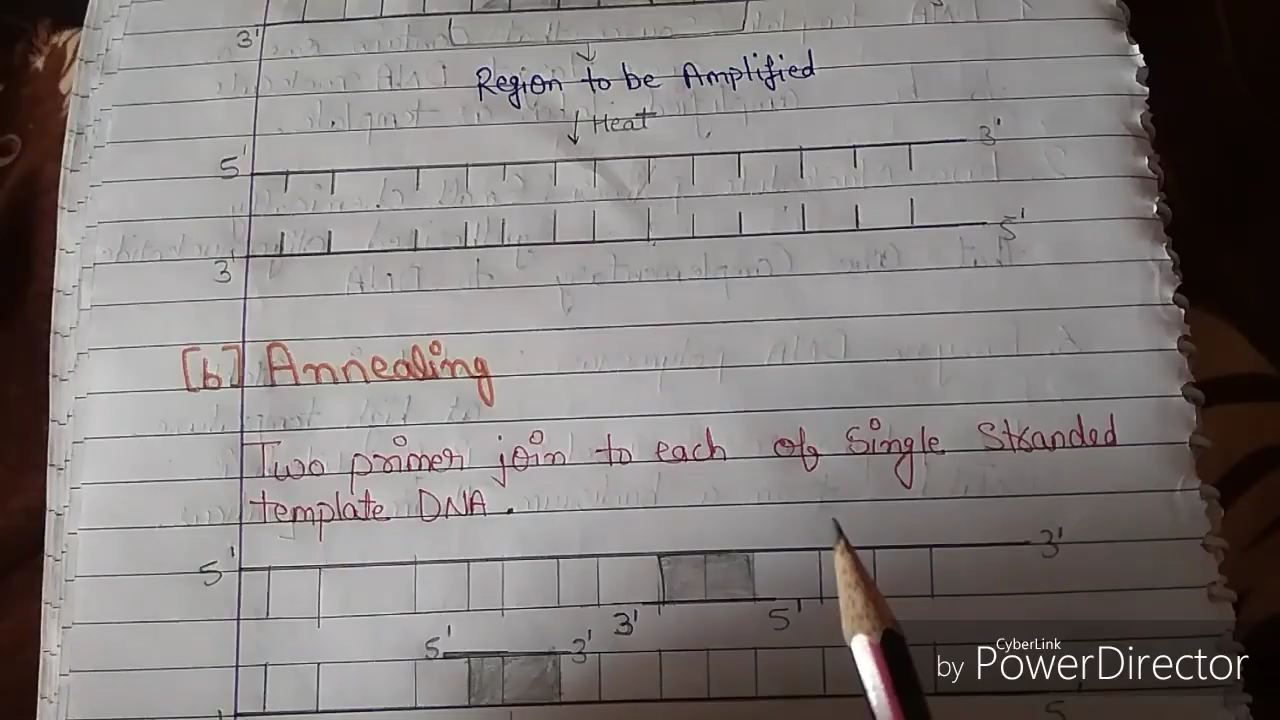 3'
Region to be Amplified
Heat
5' 3'
3' 5'
[b] Annealing
Two primer join to each of Single Stranded
template DNA.
5' 3'
3' 5'
5' 3'
5
CyberLink
by PowerDirector